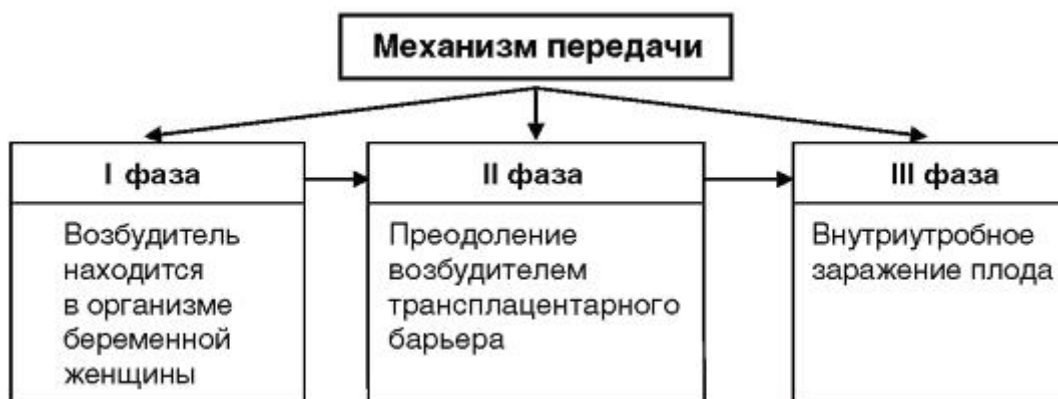 Механизм передачи
I фаза
Возбудитель
находится
в организме
беременной
женщины
II фаза
Преодоление
возбудителем
трансплацентарного
барьера
III фаза
Внутриутробное
заражение плода